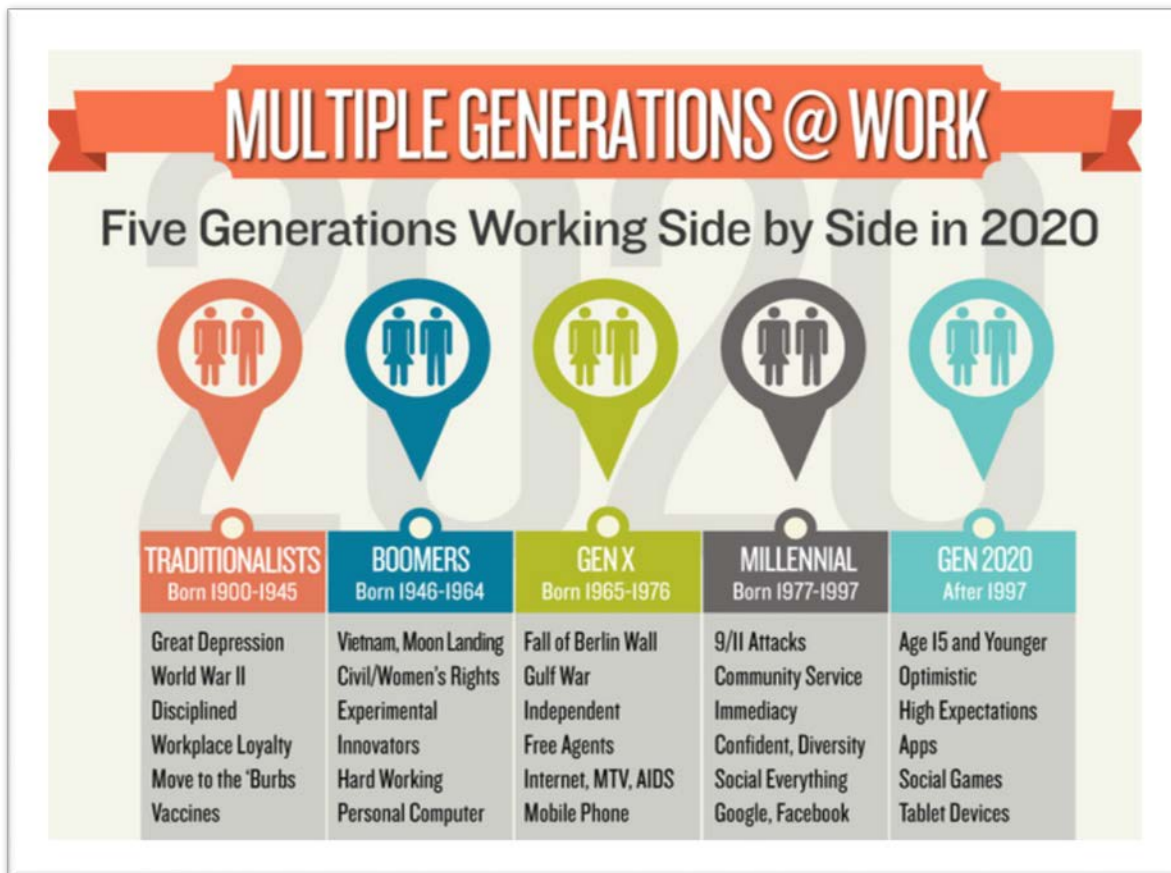 MULTIPLE GENERATIONS @ WORK
2020
Five Generations Working Side by Side in 2020
TRADITIONALISTS
Born 1900-1945
Great Depression
World War II
Disciplined
Workplace Loyalty
Move to the ‘Burbs
Vaccines
BOOMERS
Born 1946-1964
Vietnam, Moon Landing
Civil/Women's Rights
Experimental
Innovators
Hard Working
Personal Computer
GEN X
Born 1965-1976
Fall of Berlin Wall
Gulf War
Independent
Free Agents
Internet, MTV, AIDS
Mobile Phone
MILLENNIAL
Born 1977-1997
9/11 Attacks
Community Service
Immediacy
Confident, Diversity
Social Everything
Google, Facebook
GEN 2020
After 1997
Age 15 and Younger
Optimistic
High Expectations
Apps
Social Games
Tablet Devices